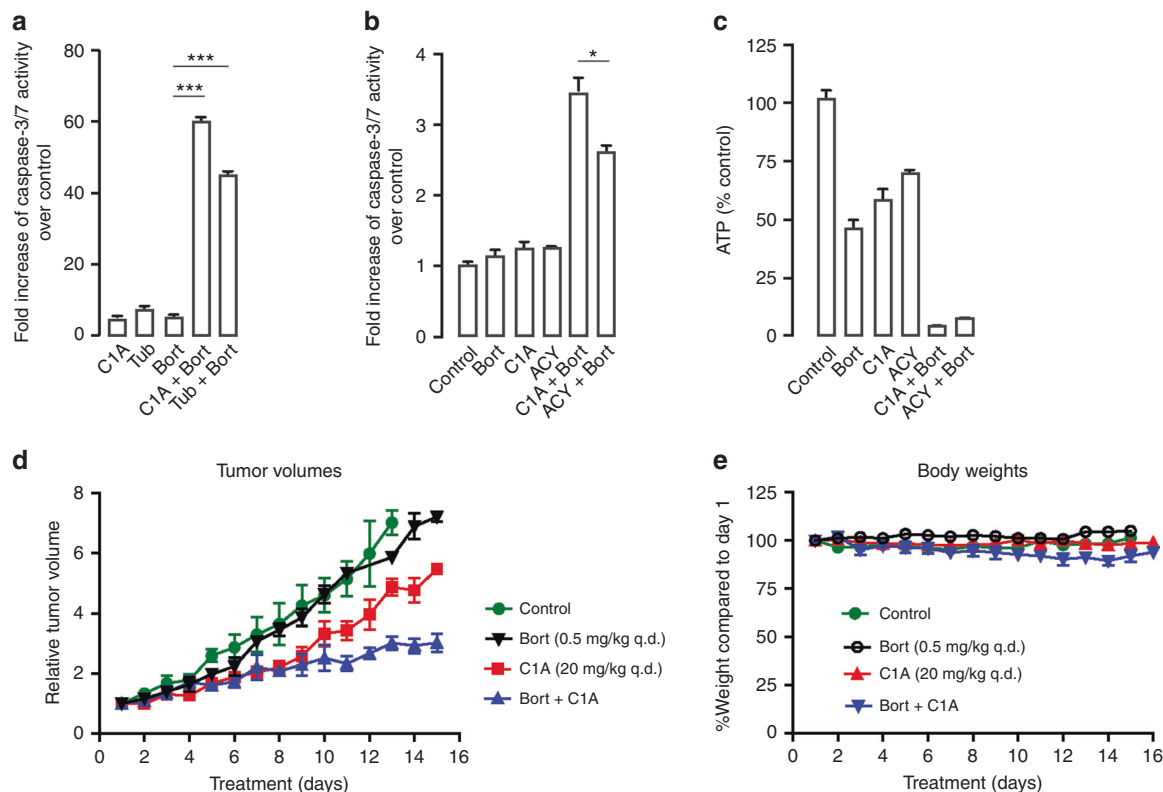 a
Fold increase of caspase-3/7 activity
over control
80
60
40
20
0
***
***
C1A
Tub
Bort
C1A + Bort
Tub + Bort
b
Fold increase of caspase-3/7 activity
over control
4
3
2
1
0
*
Control
Bort
C1A
ACY
C1A + Bort
ACY + Bort
c
ATP (% control)
125
100
75
50
25
0
Control
Bort
C1A
ACY
C1A + Bort
ACY + Bort
d
Tumor volumes
Relative tumor volume
8
6
4
2
0
0 2 4 6 8 10 12 14 16
Treatment (days)
Control
Bort (0.5 mg/kg q.d.)
C1A (20 mg/kg q.d.)
Bort + C1A
e
Body weights
%Weight compared to day 1
125
100
75
50
25
0
0 2 4 6 8 10 12 14 16
Treatment (days)
Control
Bort (0.5 mg/kg q.d.)
C1A (20 mg/kg q.d.)
Bort + C1A